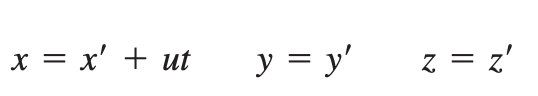 x = x' + ut y = y' z = z'